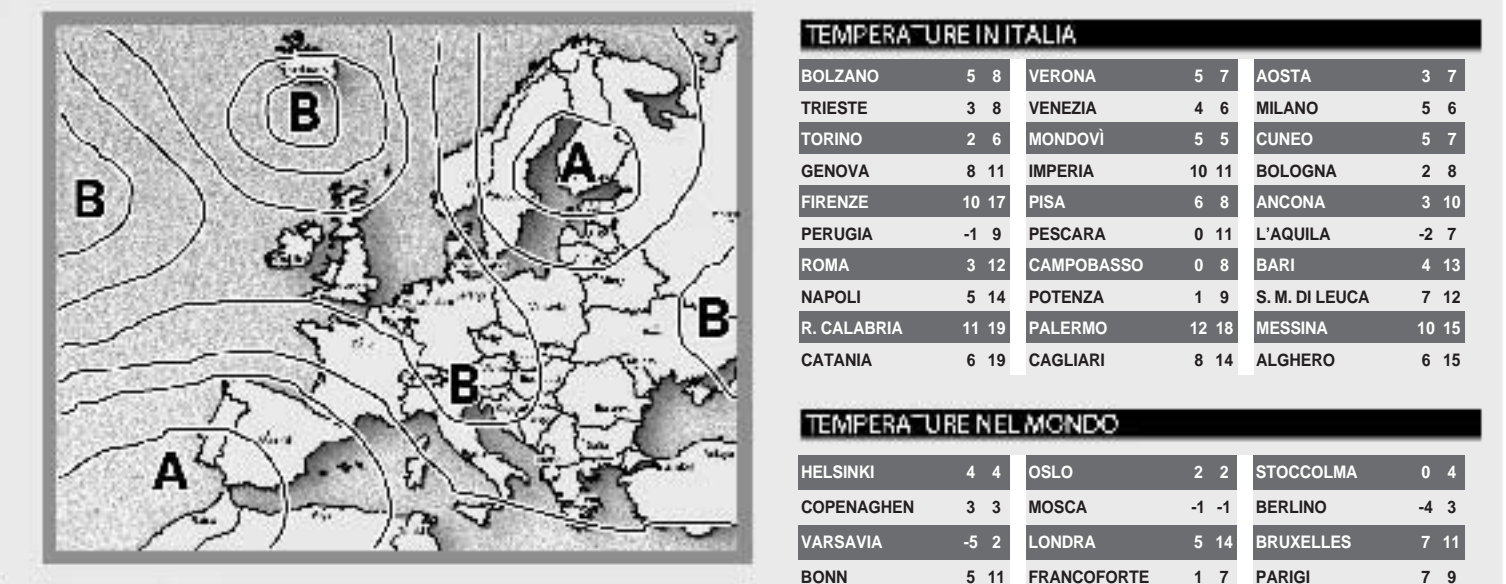 B
B
A
B
B
A
TEMPERATURE IN ITALIA
BOLZANO 5 8 VERONA 5 7 AOSTA 3 7
TRIESTE 3 8 VENEZIA 4 6 MILANO 5 6
TORINO 2 6 MONDOVÌ 5 5 CUNEO 5 7
GENOVA 8 11 IMPERIA 10 11 BOLOGNA 2 8
FIRENZE 10 17 PISA 6 8 ANCONA 3 10
PERUGIA -1 9 PESCARA 0 11 L'AQUILA -2 7
ROMA 3 12 CAMPOBASSO 0 8 BARI 4 13
NAPOLI 5 14 POTENZA 1 9 S. M. DI LEUCA 7 12
R. CALABRIA 11 19 PALERMO 12 18 MESSINA 10 15
CATANIA 6 19 CAGLIARI 8 14 ALGHERO 6 15
TEMPERATURE NEL MONDO
HELSINKI 4 4 OSLO 2 2 STOCCOLMA 0 4
COPENAGHEN 3 3 MOSCA -1 -1 BERLINO -4 3
VARSAVIA -5 2 LONDRA 5 14 BRUXELLES 7 11
BONN 5 11 FRANCOFORTE 1 7 PARIGI 7 9